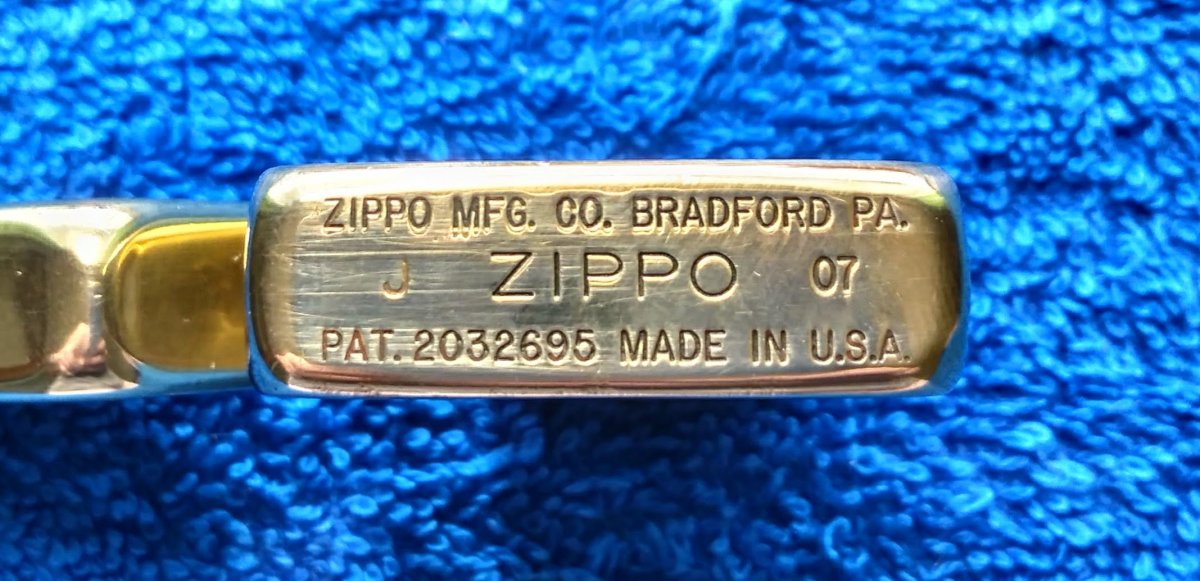 ZIPPO MFG. CO. BRADFORD PA.
J ZIPPO 07
PAT. 2032695 MADE IN U.S.A.